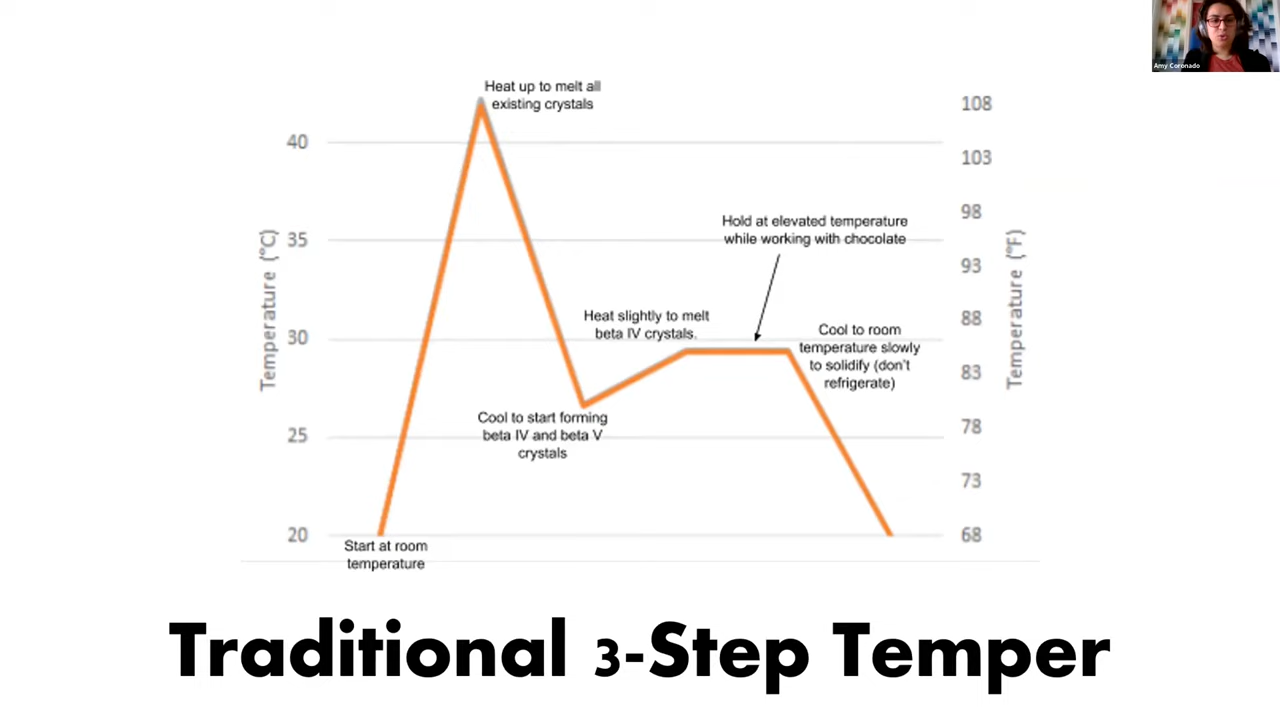 Amy Coronado
Heat up to melt all
existing crystals
108
40
103
98
Hold at elevated temperature
while working with chocolate
35
Temperature (°C)
Temperature (°F)
93
Heat slightly to melt
beta IV crystals.
88
30
Cool to room
temperature slowly
to solidify (don't
refrigerate)
83
Cool to start forming
beta IV and beta V
crystals
78
25
73
20
68
Start at room
temperature
Traditional 3-Step Temper